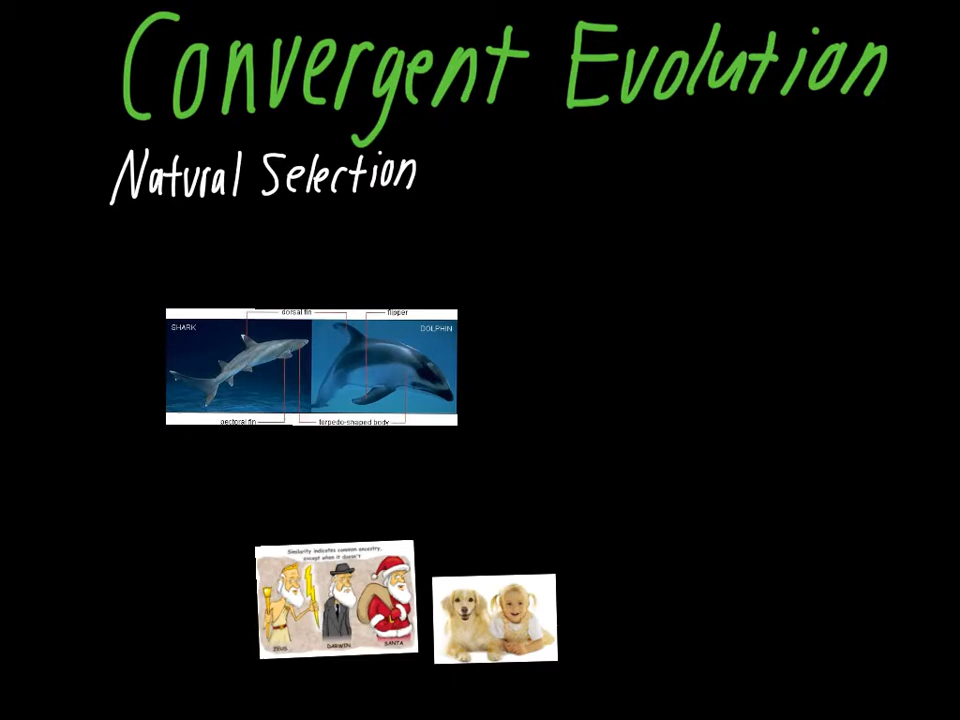 Convergent Evolution
Natural Selection
dorsal fin flipper
SHARK DOLPHIN
pectoral fin torpedo-shaped body
Similarity indicates common ancestry,
except when it doesn't
ZEUS DARWIN SANTA